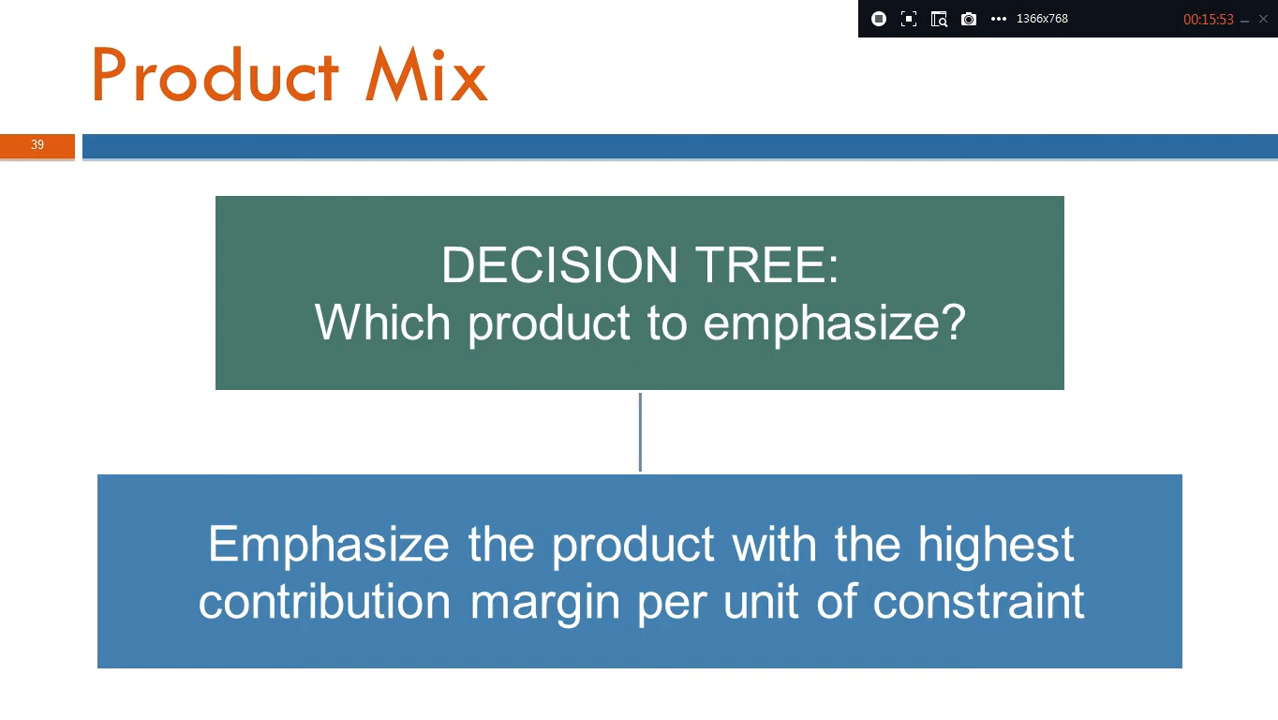 1366x768
00:15:53
Product Mix
39
DECISION TREE:
Which product to emphasize?
Emphasize the product with the highest
contribution margin per unit of constraint